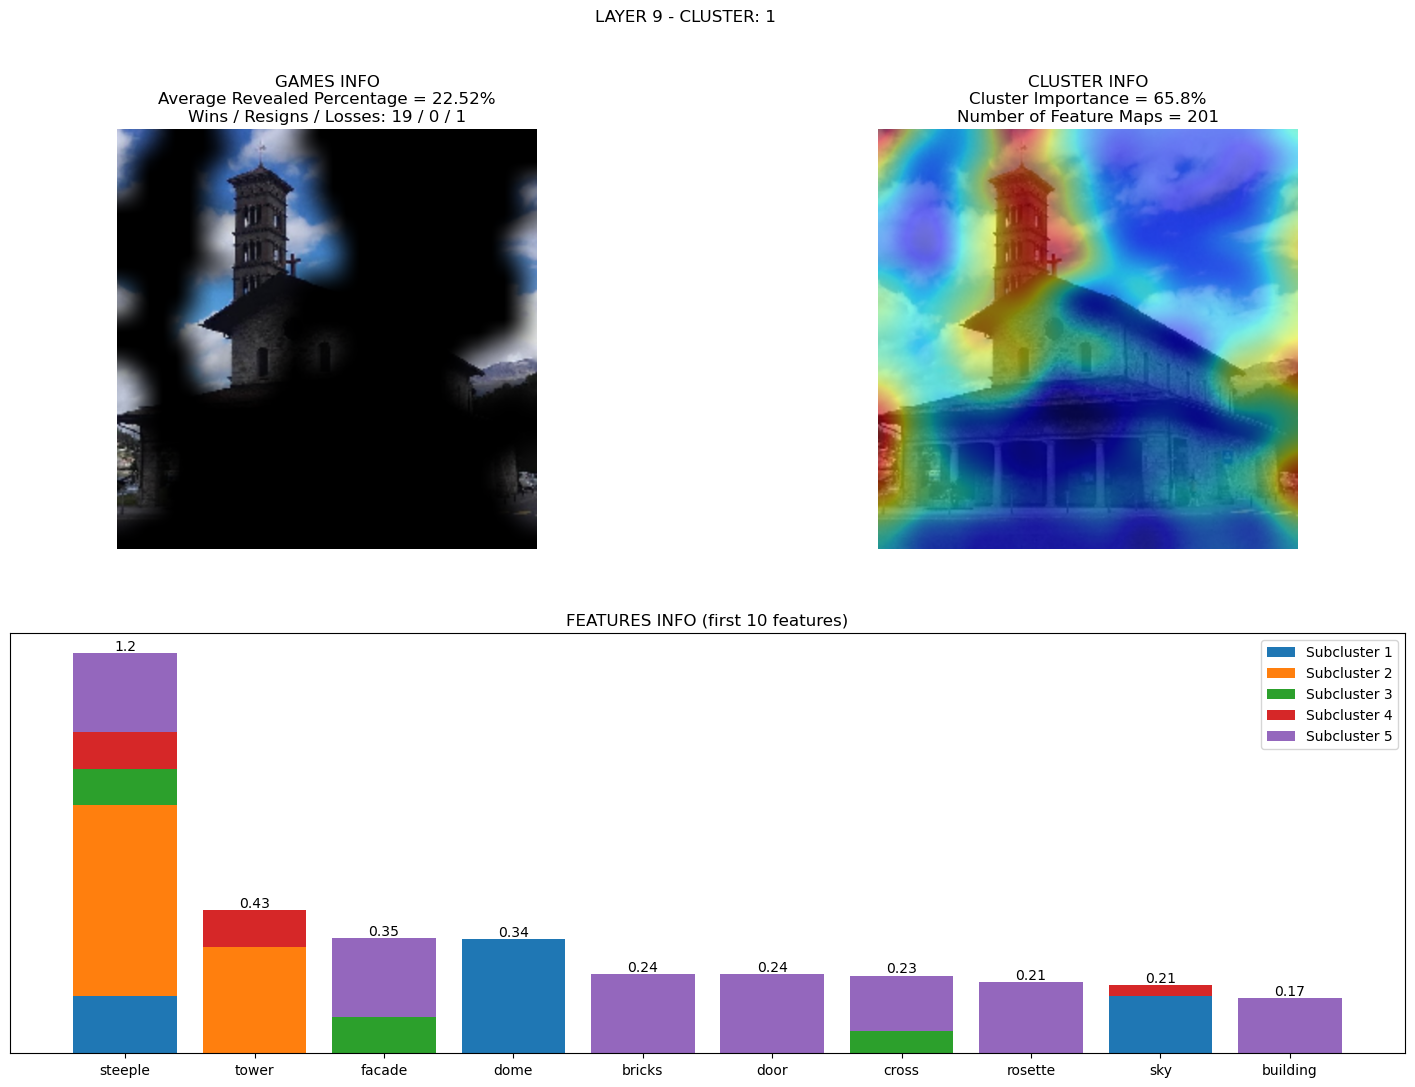 LAYER 9 - CLUSTER: 1
GAMES INFO
Average Revealed Percentage = 22.52%
Wins / Resigns / Losses: 19 / 0 / 1
CLUSTER INFO
Cluster Importance = 65.8%
Number of Feature Maps = 201
FEATURES INFO (first 10 features)
1.2
0.43
0.35
0.34
0.24
0.24
0.23
0.21
0.21
0.17
Subcluster 1
Subcluster 2
Subcluster 3
Subcluster 4
Subcluster 5
steeple
tower
facade
dome
bricks
door
cross
rosette
sky
building